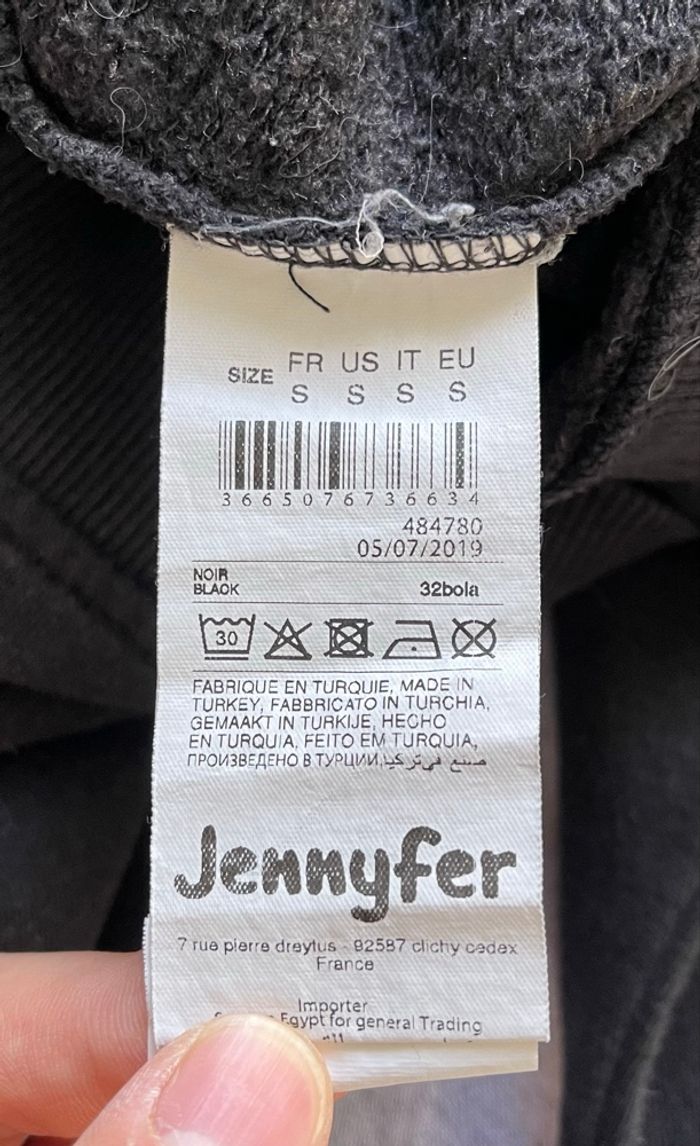 SIZE FR US IT EU
S S S S
3665076736634
484780
05/07/2019
NOIR
BLACK 32bola
30
FABRIQUE EN TURQUIE, MADE IN
TURKEY, FABBRICATO IN TURCHIA,
GEMAAKT IN TURKIJE, HECHO
EN TURQUIA, FEITO EM TURQUIA,
ПРОИЗВЕДЕНО В ТУРЦИИ, صنع في تركيا
Jennyfer
7 rue pierre dreyfus - 92587 clichy cedex
France
Importer
Egypt for general Trading